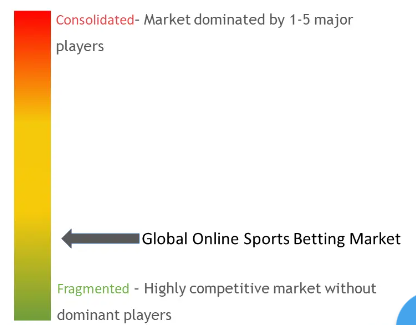 Consolidated- Market dominated by 1-5 major
players
Global Online Sports Betting Market
Fragmented - Highly competitive market without
dominant players